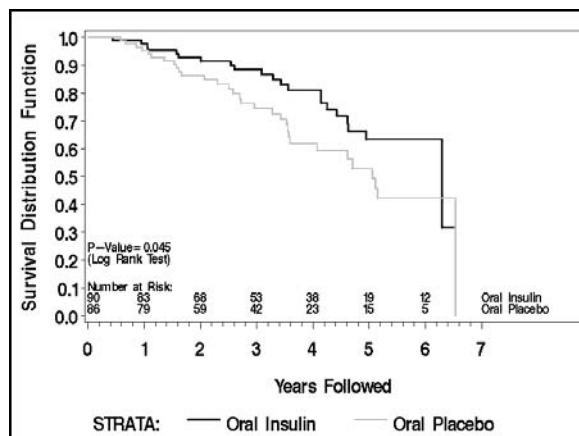 Survival Distribution Function
1.0
0.9
0.8
0.7
0.6
0.5
0.4
0.3
0.2
0.1
0.0
P-Value= 0.045
(Log Rank Test)
Number at Risk:
90 83 68 53 38 19 12 Oral Insulin
86 79 59 42 23 15 5 Oral Placebo
0 1 2 3 4 5 6 7
Years Followed
STRATA: Oral Insulin Oral Placebo